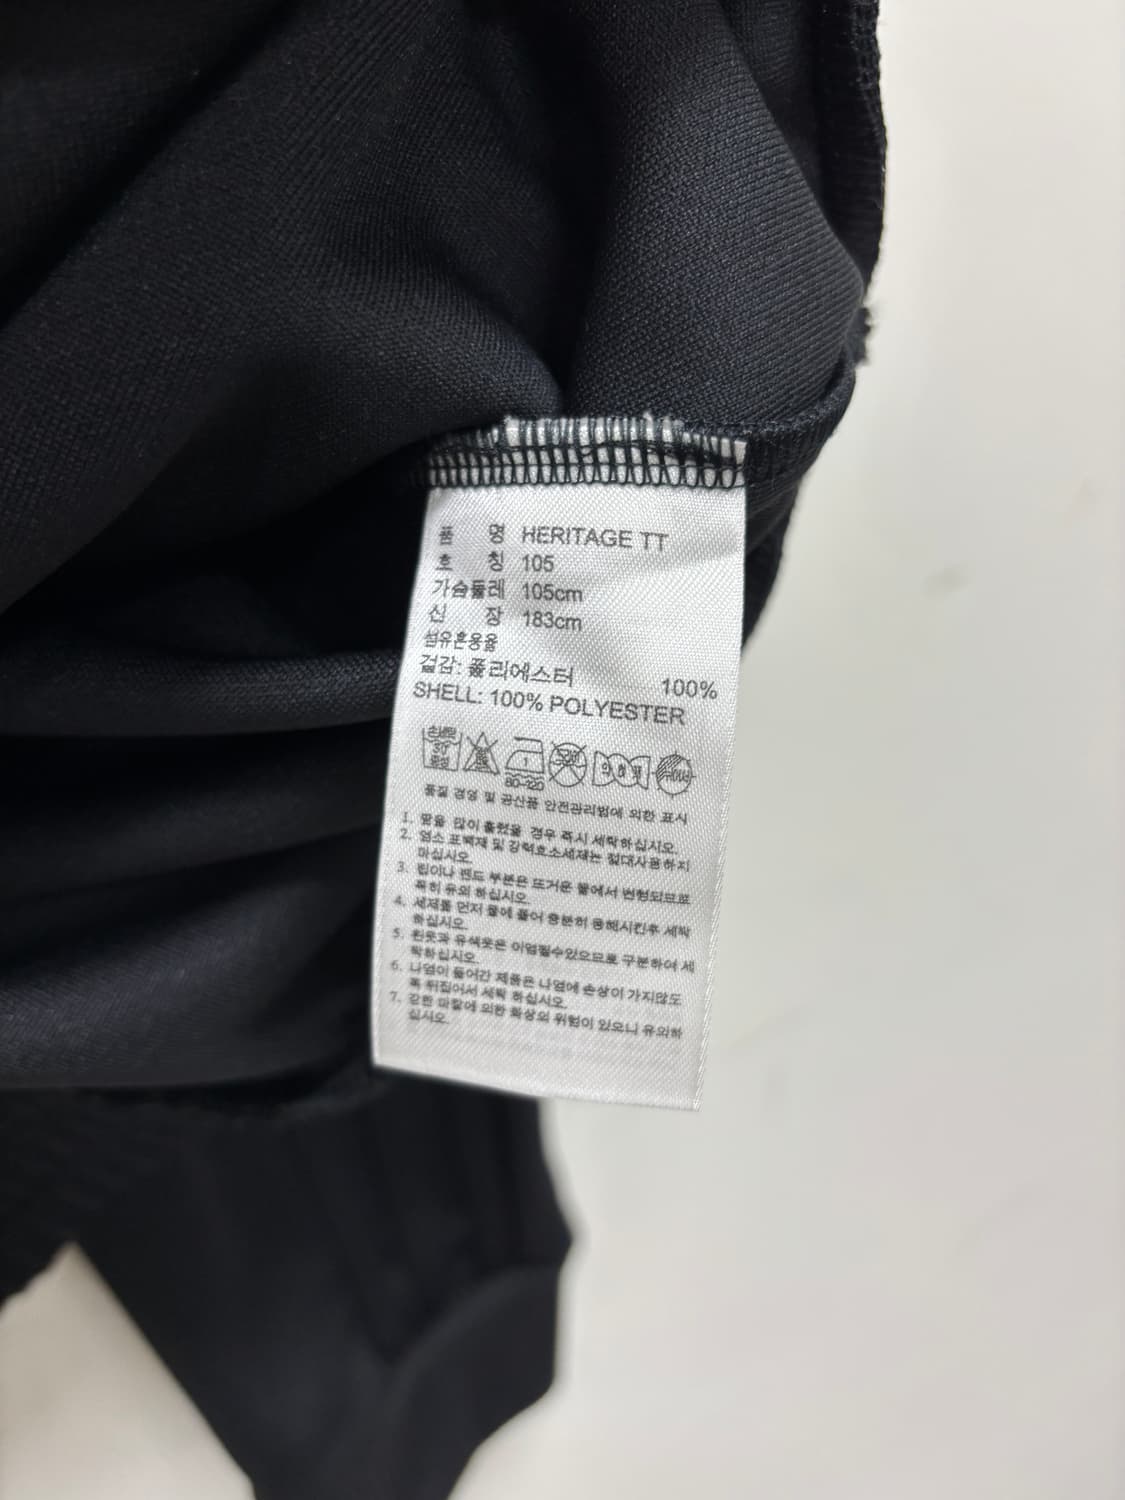 품 명 HERITAGE TT
호 칭 105
가슴둘레 105cm
신 장 183cm
섬유혼용율
겉감: 폴리에스터 100%
SHELL: 100% POLYESTER
손세탁
30
중성
1
80~120
품질 경영 및 공산품 안전관리법에 의한 표시
1. 땀을 많이 흘렸을 경우 즉시 세탁하십시오.
2. 염소 표백제 및 강력효소세제는 절대사용하지
마십시오.
3. 립이나 밴드 부분은 뜨거운 물에서 변형되므로
특히 유의 하십시오.
4. 세제를 먼저 물에 풀어 충분히 용해시킨후 세탁
하십시오.
5. 흰옷과 유색옷은 이염될수있으므로 구분하여 세
탁하십시오.
6. 나염이 들어간 제품은 나염에 손상이 가지않도
록 뒤집어서 세탁 하십시오.
7. 강한 마찰에 의한 화상의 위험이 있으니 유의하
십시오.